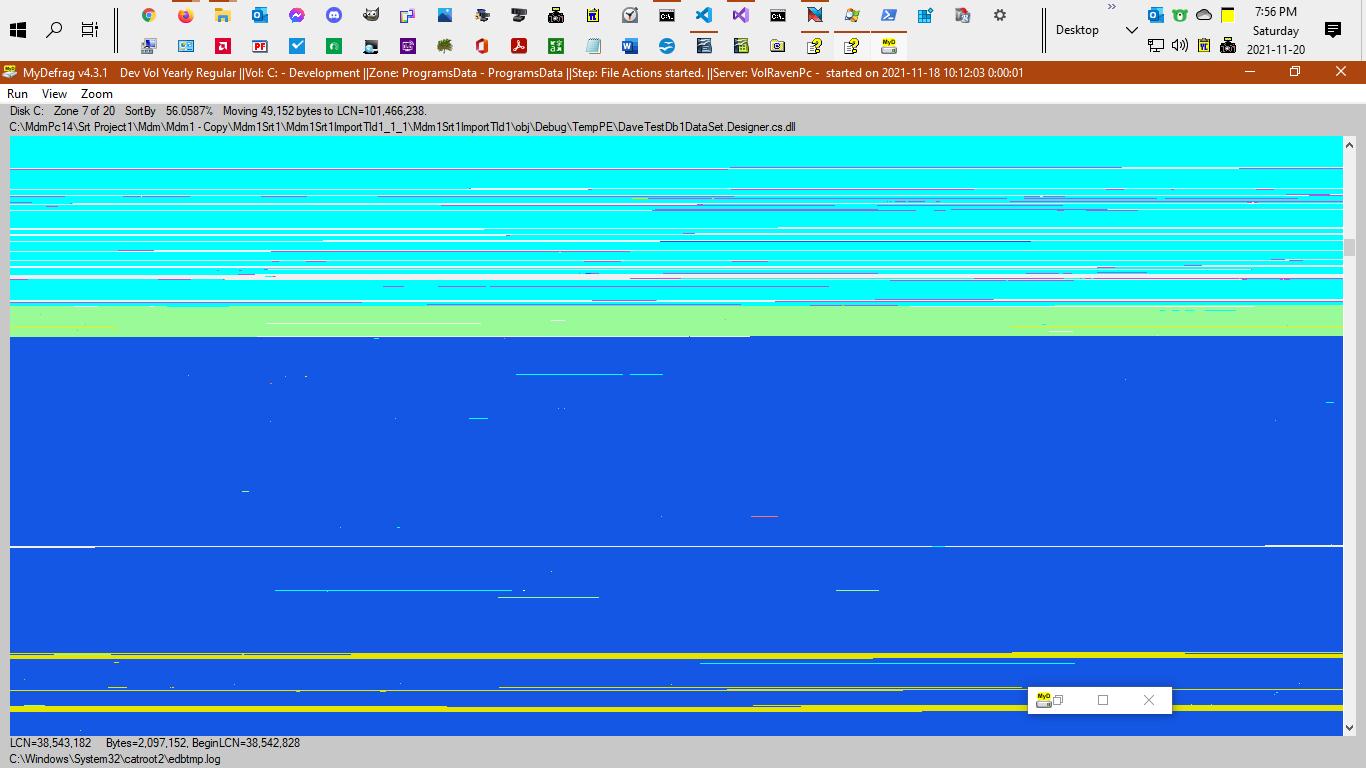 7:56 PM
Desktop
Saturday
2021-11-20
MyDefrag v4.3.1 Dev Vol Yearly Regular ||Vol: C: - Development ||Zone: ProgramsData - ProgramsData ||Step: File Actions started. ||Server: VolRavenPc - started on 2021-11-18 10:12:03 0:00:01
Run View Zoom
Disk C: Zone 7 of 20 SortBy 56.0587% Moving 49,152 bytes to LCN=101,466,238.
C:\MdmPc14\Srt Project1\Mdm\Mdm1 - Copy\Mdm1Srt1\Mdm1Srt1ImportTld1_1_1\Mdm1Srt1ImportTld1\obj\Debug\TempPE\DaveTestDb1DataSet.Designer.cs.dll
LCN=38,543,182 Bytes=2,097,152, BeginLCN=38,542,828
C:\Windows\System32\catroot2\edbtmp.log